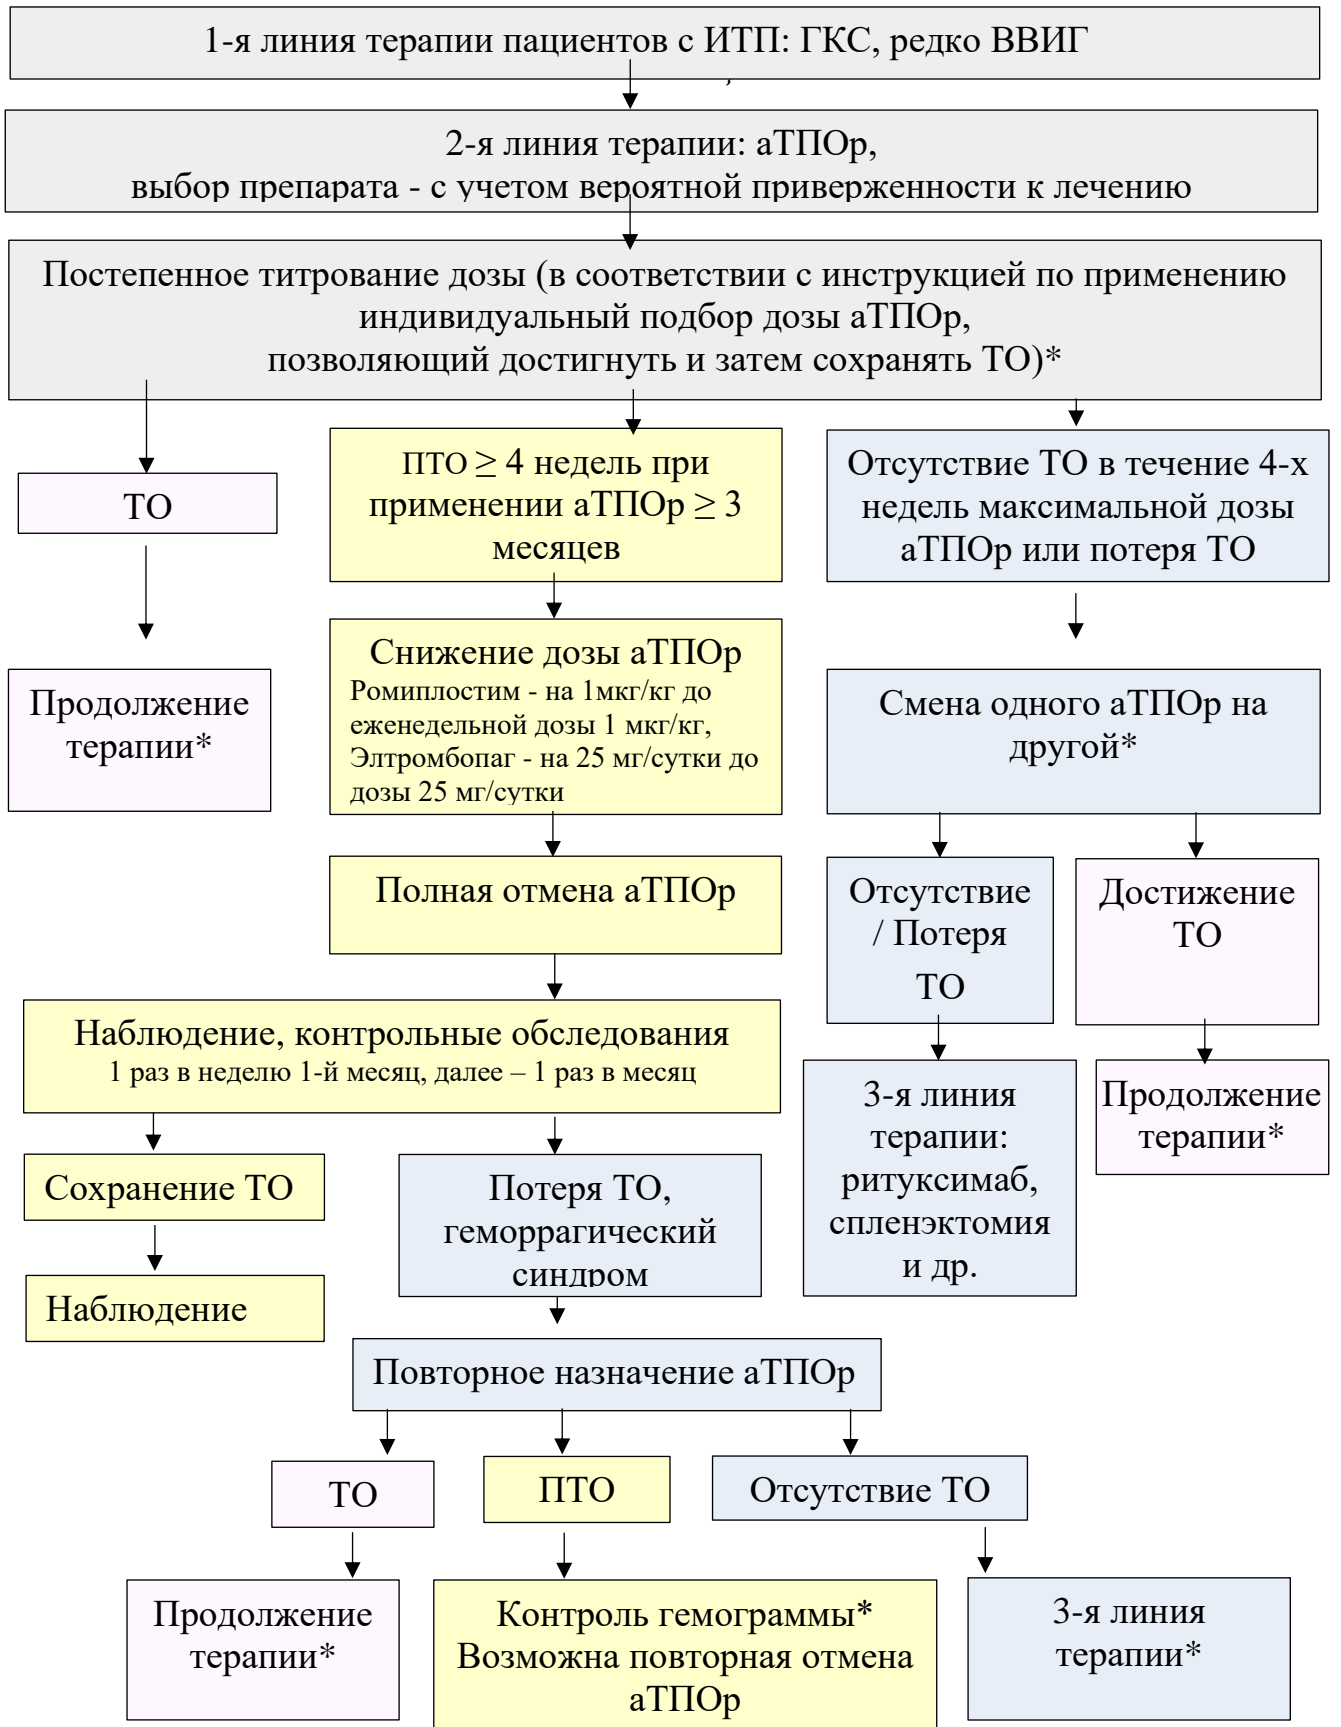 1-я линия терапии пациентов с ИТП: ГКС, редко ВВИГ
2-я линия терапии: аТПОр,
выбор препарата - с учетом вероятной приверженности к лечению
Постепенное титрование дозы (в соответствии с инструкцией по применению
индивидуальный подбор дозы аТПОр,
позволяющий достигнуть и затем сохранять ТО)*
ТО
Продолжение
терапии*
ПТО ≥ 4 недель при
применении аТПОр ≥ 3
месяцев
Снижение дозы аТПОр
Ромиплостим - на 1мкг/кг до
еженедельной дозы 1 мкг/кг,
Элтромбопаг - на 25 мг/сутки до
дозы 25 мг/сутки
Полная отмена аТПОр
Наблюдение, контрольные обследования
1 раз в неделю 1-й месяц, далее – 1 раз в месяц
Сохранение ТО
Наблюдение
Потеря ТО,
геморрагический
синдром
Отсутствие ТО в течение 4-х
недель максимальной дозы
аТПОр или потеря ТО
Смена одного аТПОр на
другой*
Отсутствие
/ Потеря
ТО
3-я линия
терапии:
ритуксимаб,
спленэктомия
и др.
Достижение
ТО
Продолжение
терапии*
Повторное назначение аТПОр
ТО
Продолжение
терапии*
ПТО
Контроль гемограммы*
Возможна повторная отмена
аТПОр
Отсутствие ТО
3-я линия
терапии*